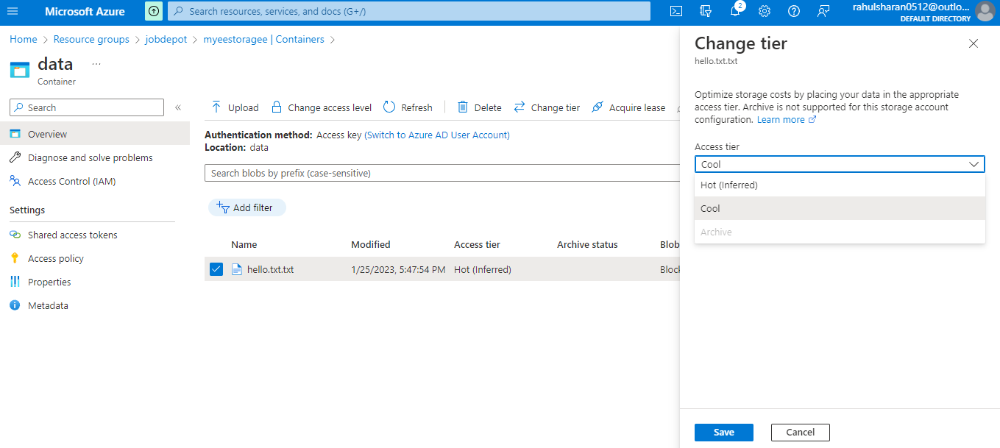 Microsoft Azure
Search resources, services, and docs (G+/)
2
rahulsharan0512@outlo...
DEFAULT DIRECTORY
Home > Resource groups > jobdepot > myeestoragee | Containers >
data ...
Container
Search
«
Overview
Diagnose and solve problems
Access Control (IAM)
Settings
Shared access tokens
Access policy
Properties
Metadata
Upload Change access level Refresh Delete Change tier Acquire lease
Authentication method: Access key (Switch to Azure AD User Account)
Location: data
Search blobs by prefix (case-sensitive)
Add filter
Name Modified Access tier Archive status Blob
hello.txt.txt 1/25/2023, 5:47:54 PM Hot (Inferred) Block
Change tier
hello.txt.txt
Optimize storage costs by placing your data in the appropriate
access tier. Archive is not supported for this storage account
configuration. Learn more
Access tier
Cool
Hot (Inferred)
Cool
Archive
Save Cancel